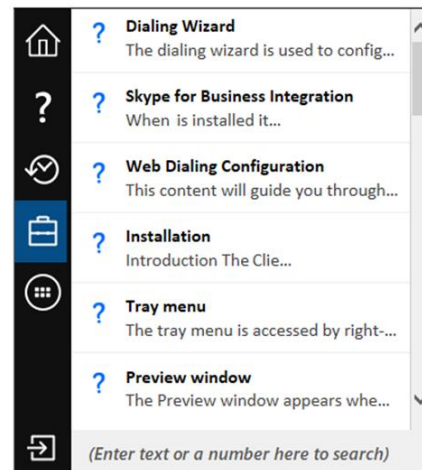 Dialing Wizard
The dialing wizard is used to config...
Skype for Business Integration
When is installed it...
Web Dialing Configuration
This content will guide you through...
Installation
Introduction The Clie...
Tray menu
The tray menu is accessed by right-...
Preview window
The Preview window appears whe...
(Enter text or a number here to search)